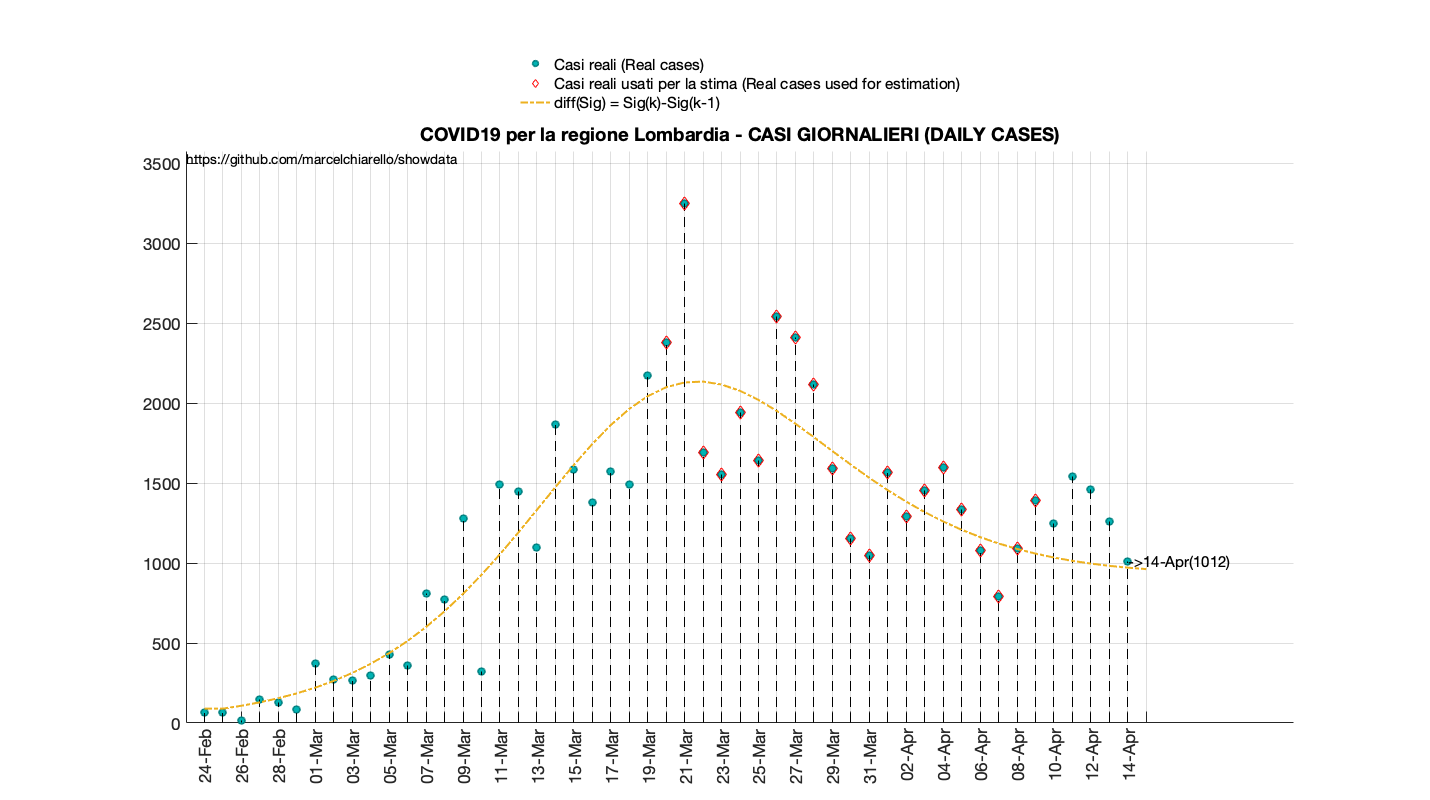 Casi reali (Real cases)
Casi reali usati per la stima (Real cases used for estimation)
diff(Sig) = Sig(k)-Sig(k-1)
COVID19 per la regione Lombardia - CASI GIORNALIERI (DAILY CASES)
https://github.com/marcelchiarello/showdata
3500
3000
2500
2000
1500
1000
500
0
->14-Apr(1012)
24-Feb
26-Feb
28-Feb
01-Mar
03-Mar
05-Mar
07-Mar
09-Mar
11-Mar
13-Mar
15-Mar
17-Mar
19-Mar
21-Mar
23-Mar
25-Mar
27-Mar
29-Mar
31-Mar
02-Apr
04-Apr
06-Apr
08-Apr
10-Apr
12-Apr
14-Apr